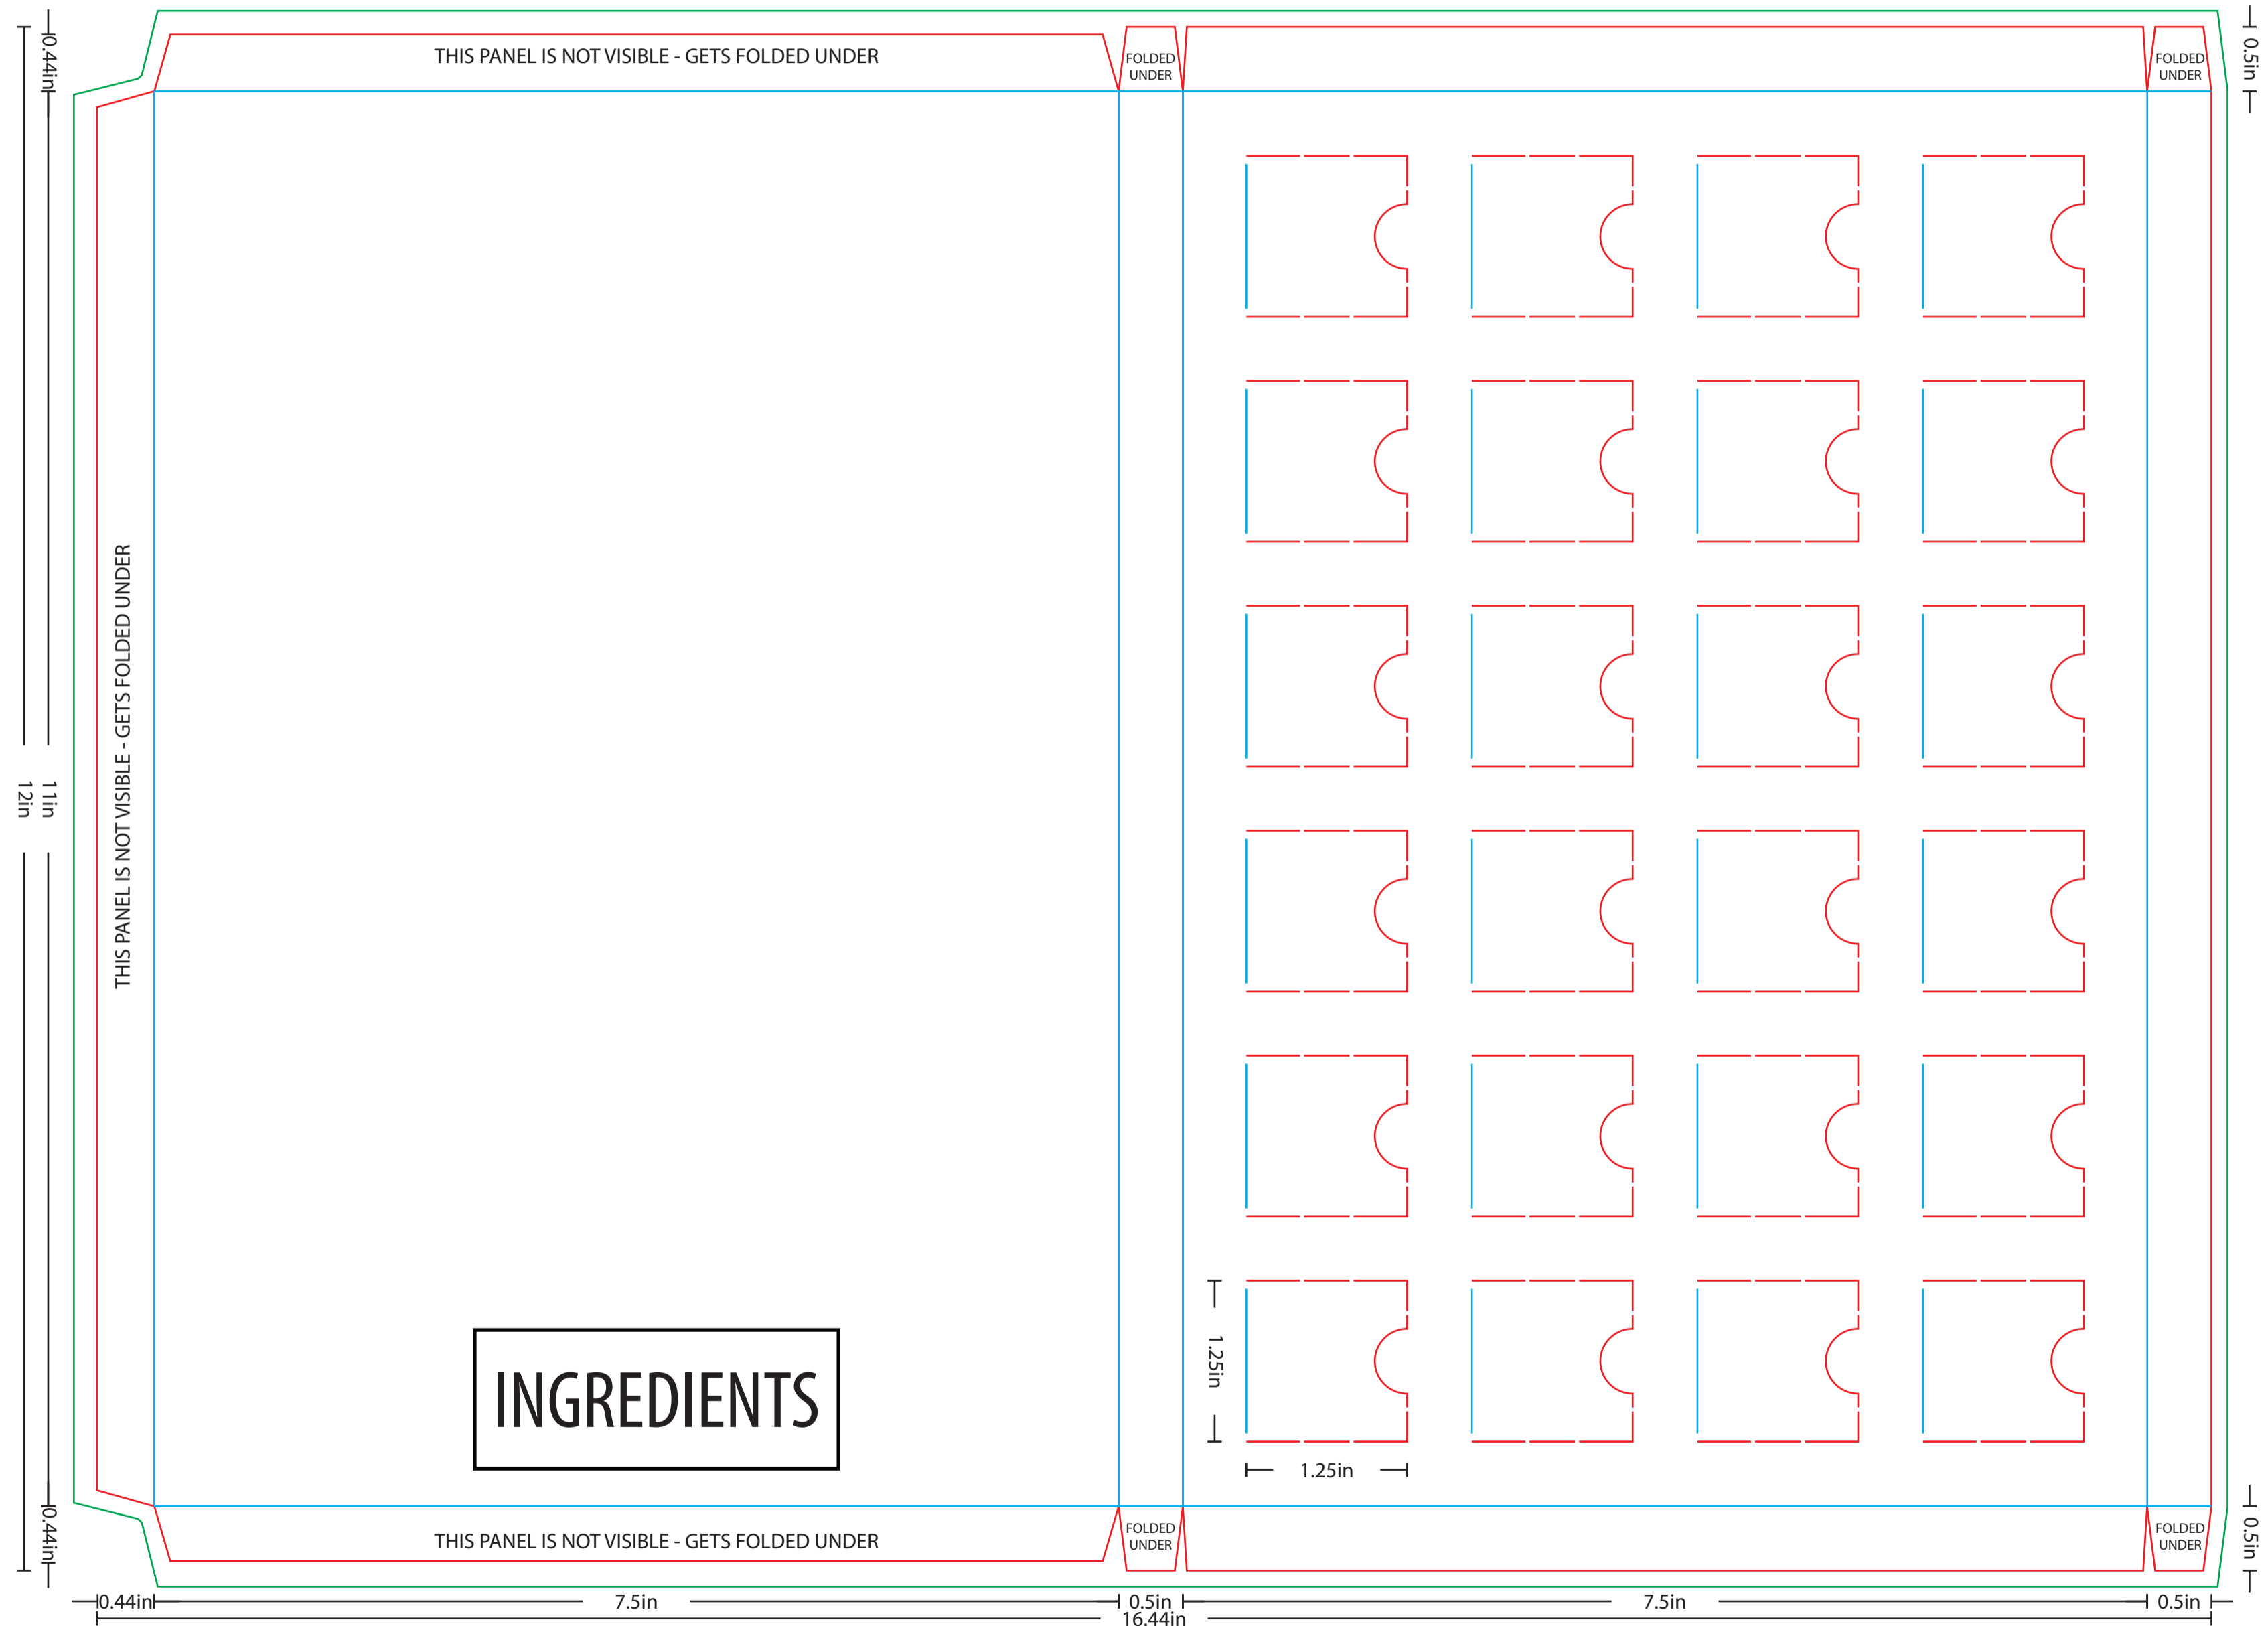 THIS PANEL IS NOT VISIBLE - GETS FOLDED UNDER
FOLDED
UNDER
FOLDED
UNDER
0.44in
0.5in
THIS PANEL IS NOT VISIBLE - GETS FOLDED UNDER
12in
11in
1.25in
1.25in
INGREDIENTS
THIS PANEL IS NOT VISIBLE - GETS FOLDED UNDER
FOLDED
UNDER
FOLDED
UNDER
0.44in
0.5in
0.44in
7.5in
0.5in
7.5in
0.5in
16.44in